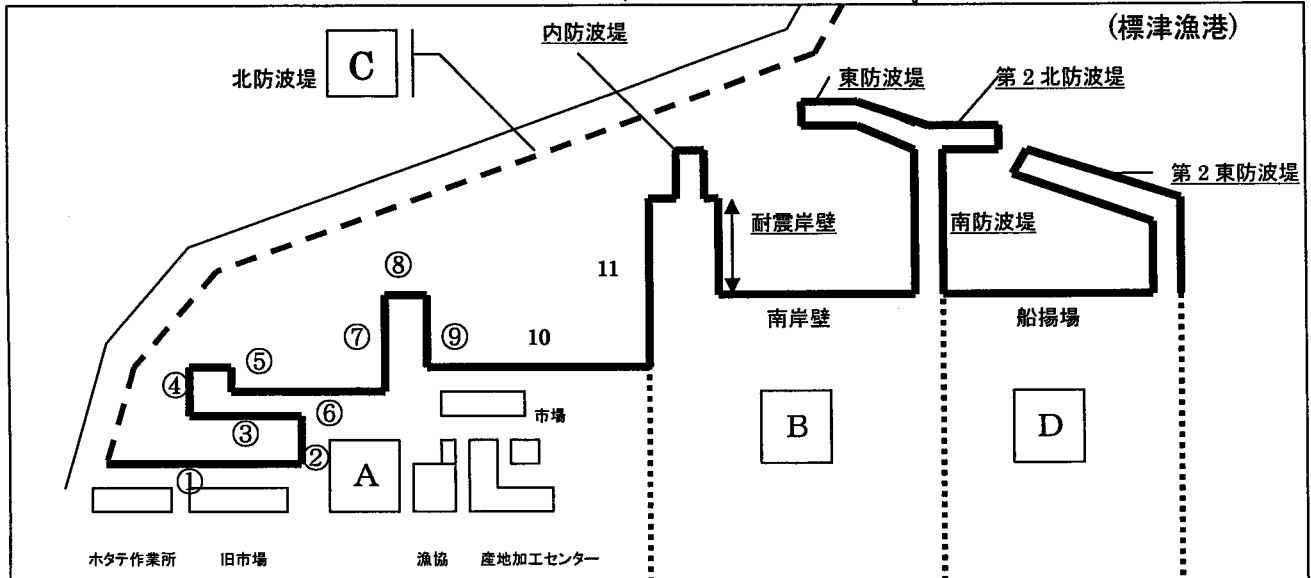 (標津漁港)
内防波堤
北防波堤
C
東防波堤
第2北防波堤
第2東防波堤
耐震岸壁
南防波堤
⑧
11
⑦
⑨
10
南岸壁
船揚場
⑤
④
⑥
③
市場
B
D
②
①
A
ホタテ作業所
旧市場
漁協
産地加工センター